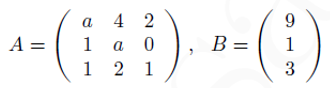 A = ( a 4 2 ; 1 a 0 ; 1 2 1 ) , B = ( 9 ; 1 ; 3 )